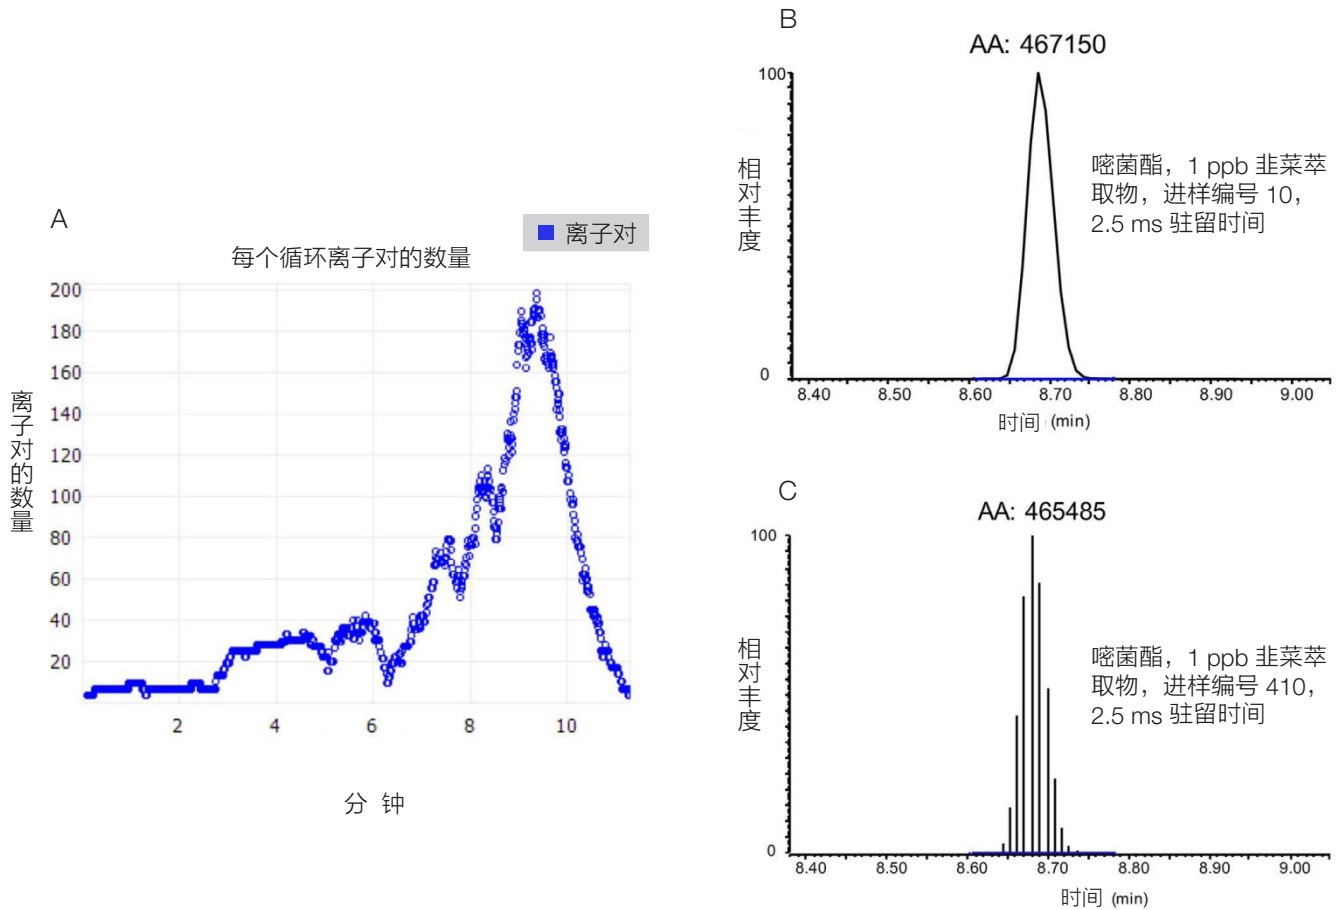 A
离子对
每个循环离子对的数量
200
180
160
140
120
100
80
60
40
20
离子对的数量
2 4 6 8 10
分 钟
B
AA: 467150
100
0
相对丰度
嘧菌酯，1 ppb 韭菜萃
取物，进样编号 10，
2.5 ms 驻留时间
8.40 8.50 8.60 8.70 8.80 8.90 9.00
时间 (min)
C
AA: 465485
100
0
相对丰度
嘧菌酯，1 ppb 韭菜萃
取物，进样编号 410，
2.5 ms 驻留时间
8.40 8.50 8.60 8.70 8.80 8.90 9.00
时间 (min)